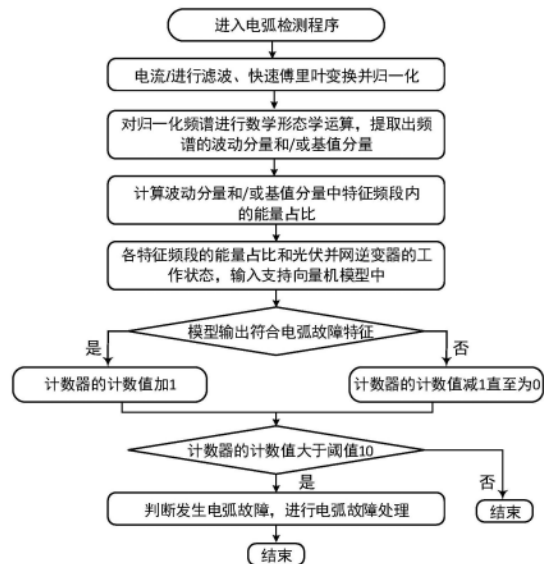 进入电弧检测程序
电流/进行滤波、快速傅里叶变换并归一化
对归一化频谱进行数学形态学运算，提取出频
谱的波动分量和/或基值分量
计算波动分量和/或基值分量中特征频段内
的能量占比
各特征频段的能量占比和光伏并网逆变器的工
作状态，输入支持向量机模型中
模型输出符合电弧故障特征
是
否
计数器的计数值加1
计数器的计数值减1直至为0
计数器的计数值大于阈值10
是
否
判断发生电弧故障，进行电弧故障处理
结束
结束